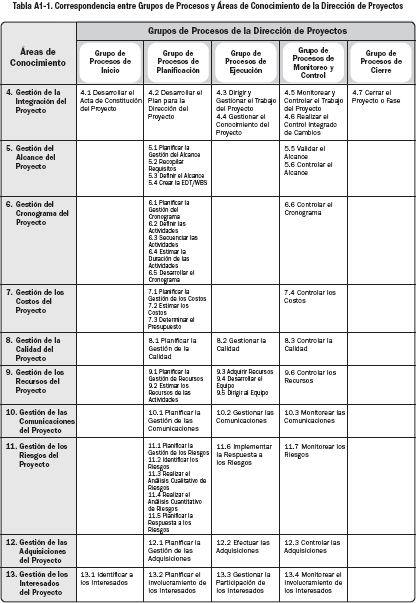 Tabla A1-1. Correspondencia entre Grupos de Procesos y Áreas de Conocimiento de la Dirección de Proyectos
Áreas de
Conocimiento
Grupos de Procesos de la Dirección de Proyectos
Grupo de
Procesos de
Inicio
Grupo de
Procesos de
Planificación
Grupo de
Procesos de
Ejecución
Grupo de
Procesos de
Monitoreo y
Control
Grupo de
Procesos de
Cierre
4. Gestión de la
Integración del
Proyecto
4.1 Desarrollar el
Acta de Constitución
del Proyecto
4.2 Desarrollar el
Plan para la
Dirección del
Proyecto
4.3 Dirigir y
Gestionar el Trabajo
del Proyecto
4.4 Gestionar el
Conocimiento del
Proyecto
4.5 Monitorear y
Controlar el Trabajo
del Proyecto
4.6 Realizar el
Control Integrado
de Cambios
4.7 Cerrar el
Proyecto o Fase
5. Gestión del
Alcance del
Proyecto
5.1 Planificar la
Gestión del Alcance
5.2 Recopilar
Requisitos
5.3 Definir el Alcance
5.4 Crear la EDT/WBS
5.5 Validar el
Alcance
5.6 Controlar el
Alcance
6. Gestión del
Cronograma del
Proyecto
6.1 Planificar la
Gestión del
Cronograma
6.2 Definir las
Actividades
6.3 Secuenciar las
Actividades
6.4 Estimar la
Duración de las
Actividades
6.5 Desarrollar el
Cronograma
6.6 Controlar el
Cronograma
7. Gestión de los
Costos del
Proyecto
7.1 Planificar la
Gestión de los Costos
7.2 Estimar los
Costos
7.3 Determinar el
Presupuesto
7.4 Controlar los
Costos
8. Gestión de la
Calidad del
Proyecto
8.1 Planificar la
Gestión de la
Calidad
8.2 Gestionar la
Calidad
8.3 Controlar la
Calidad
9. Gestión de los
Recursos del
Proyecto
9.1 Planificar la
Gestión de Recursos
9.2 Estimar los
Recursos de las
Actividades
9.3 Adquirir Recursos
9.4 Desarrollar el
Equipo
9.5 Dirigir al Equipo
9.6 Controlar los
Recursos
10. Gestión de las
Comunicaciones
del Proyecto
10.1 Planificar la
Gestión de las
Comunicaciones
10.2 Gestionar las
Comunicaciones
10.3 Monitorear las
Comunicaciones
11. Gestión de los
Riesgos del
Proyecto
11.1 Planificar la
Gestión de los Riesgos
11.2 Identificar los
Riesgos
11.3 Realizar el
Análisis Cualitativo de
Riesgos
11.4 Realizar el
Análisis Cuantitativo
de Riesgos
11.5 Planificar la
Respuesta a los
Riesgos
11.6 Implementar
la Respuesta a
los Riesgos
11.7 Monitorear los
Riesgos
12. Gestión de las
Adquisiciones
del Proyecto
12.1 Planificar la
Gestión de las
Adquisiciones
12.2 Efectuar las
Adquisiciones
12.3 Controlar las
Adquisiciones
13. Gestión de los
Interesados
del Proyecto
13.1 Identificar a
los Interesados
13.2 Planificar el
Involucramiento de
los Interesados
13.3 Gestionar la
Participación de
los Interesados
13.4 Monitorear el
Involucramiento de
los Interesados